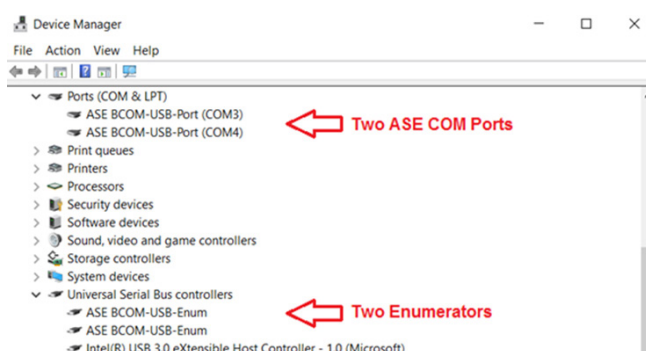 Device Manager
File Action View Help
Ports (COM & LPT)
ASE BCOM-USB-Port (COM3)
ASE BCOM-USB-Port (COM4)
Two ASE COM Ports
Print queues
Printers
Processors
Security devices
Software devices
Sound, video and game controllers
Storage controllers
System devices
Universal Serial Bus controllers
ASE BCOM-USB-Enum
Two Enumerators
ASE BCOM-USB-Enum
Intel(R) USB 3.0 eXtensible Host Controller - 1.0 (Microsoft)